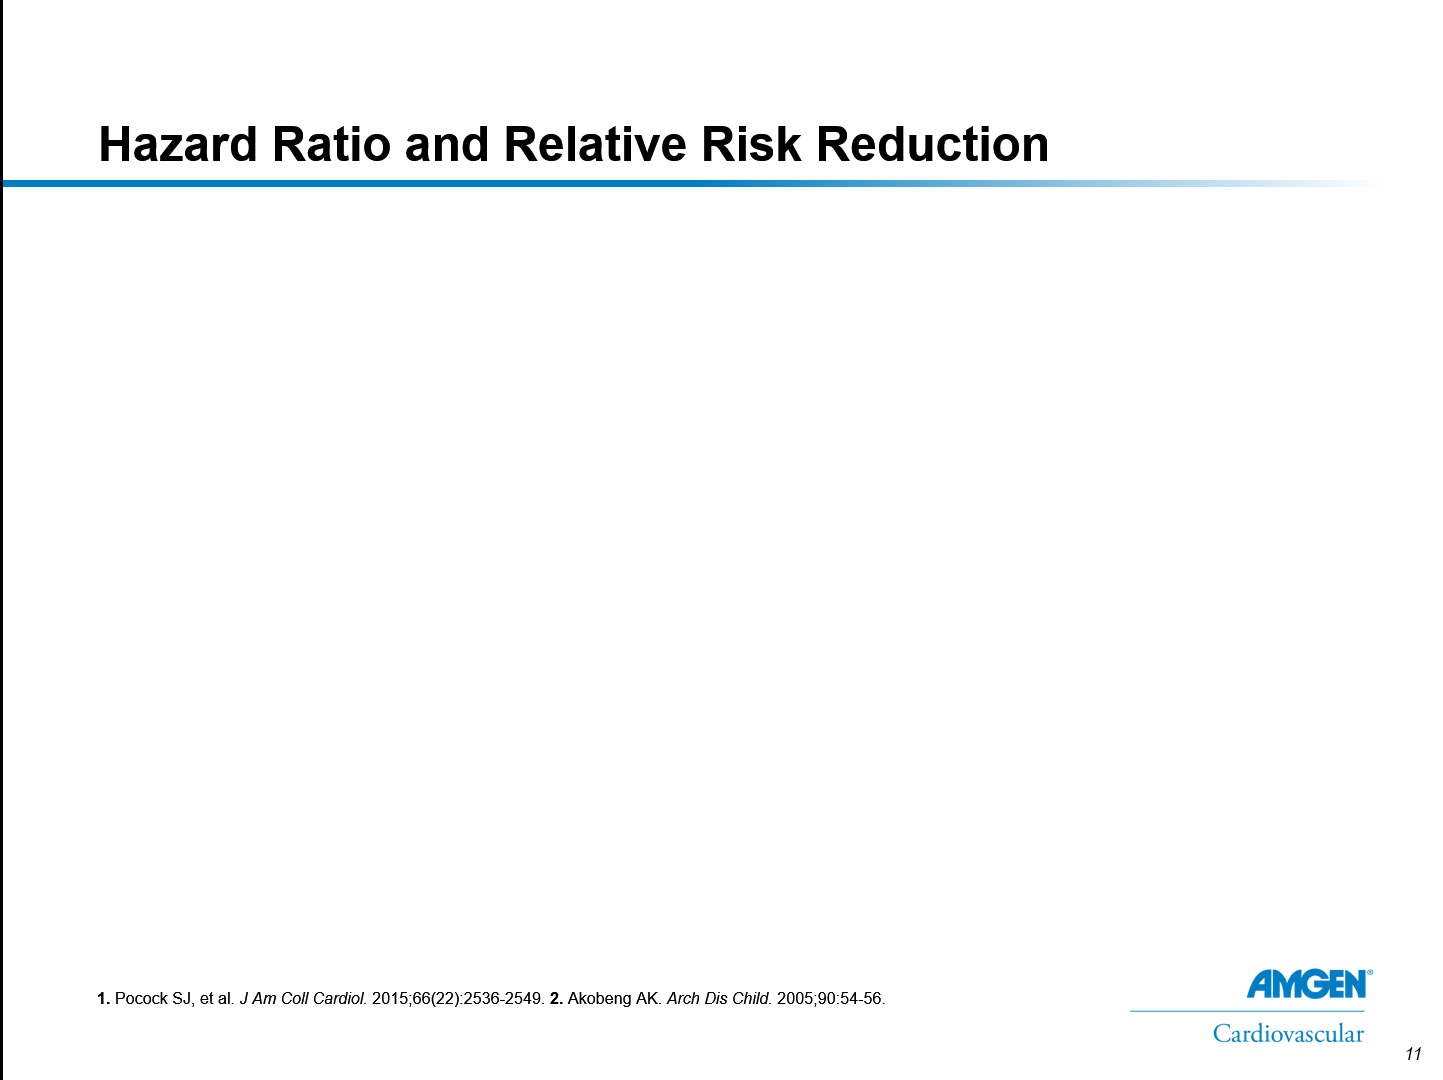 Hazard Ratio and Relative Risk Reduction
1. Pocock SJ, et al. J Am Coll Cardiol. 2015;66(22):2536-2549. 2. Akobeng AK. Arch Dis Child. 2005;90:54-56.
AMGEN®
Cardiovascular
11